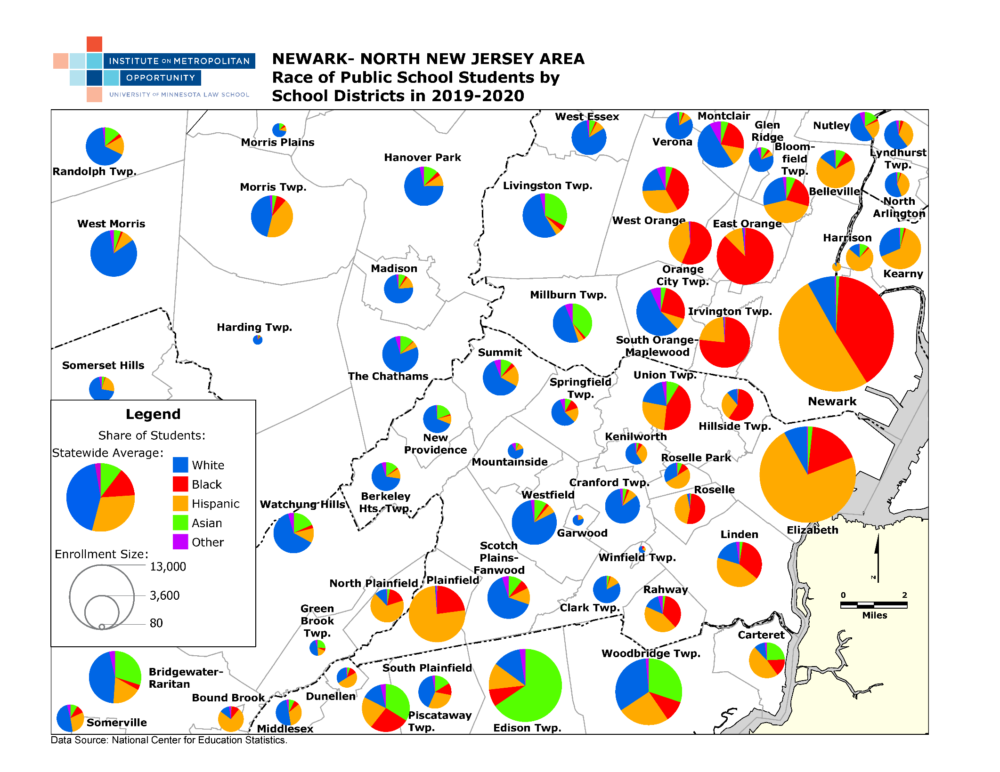 INSTITUTE ON METROPOLITAN
OPPORTUNITY
UNIVERSITY OF MINNESOTA LAW SCHOOL
NEWARK- NORTH NEW JERSEY AREA
Race of Public School Students by
School Districts in 2019-2020
West Essex
Montclair
Verona
Glen
Ridge
Nutley
Bloom-
field
Twp.
Lyndhurst
Twp.
Morris Plains
Hanover Park
Randolph Twp.
Morris Twp.
Livingston Twp.
Belleville
North
Arlington
West Morris
West Orange
East Orange
Harrison
Kearny
Madison
Orange
City Twp.
Millburn Twp.
Irvington Twp.
Harding Twp.
South Orange-
Maplewood
Summit
Somerset Hills
The Chathams
Springfield
Twp.
Union Twp.
Newark
Hillside Twp.
New
Providence
Kenilworth
Mountainside
Roselle Park
Cranford Twp.
Roselle
Westfield
Berkeley
Hts. Twp.
Watchung Hills
Garwood
Linden
Elizabeth
Scotch
Plains-
Fanwood
Winfield Twp.
North Plainfield
Plainfield
Rahway
Clark Twp.
Green
Brook
Twp.
Carteret
Woodbridge Twp.
South Plainfield
Bridgewater-
Raritan
Bound Brook
Dunellen
Piscataway
Twp.
Edison Twp.
Somerville
Middlesex
Legend
Share of Students:
Statewide Average:
White
Black
Hispanic
Asian
Other
Enrollment Size:
13,000
3,600
80
N
0 2
Miles
Data Source: National Center for Education Statistics.